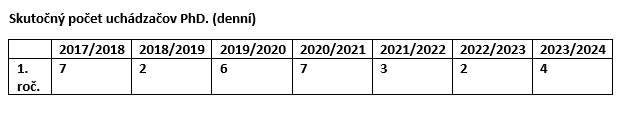 Skutočný počet uchádzačov PhD. (denní)
2017/2018 2018/2019 2019/2020 2020/2021 2021/2022 2022/2023 2023/2024
1. 7 2 6 7 3 2 4
roč.